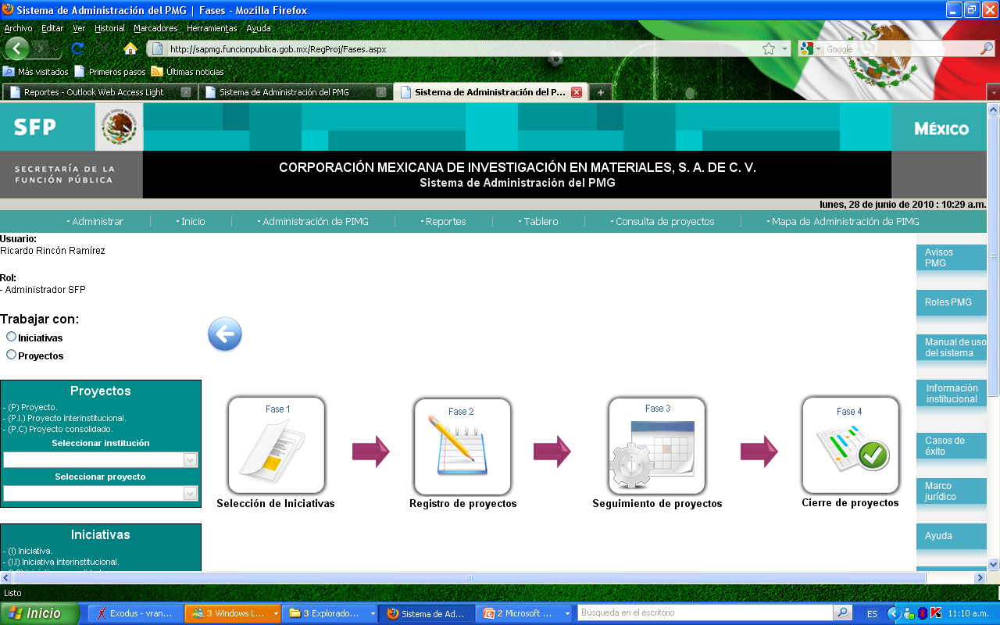 Sistema de Administración del PMG | Fases - Mozilla Firefox
Archivo Editar Ver Historial Marcadores Herramientas Ayuda
http://sapmg.funcionpublica.gob.mx/RegProj/Fases.aspx
Google
Más visitados Primeros pasos Últimas noticias
Reportes - Outlook Web Access Light
Sistema de Administración del PMG
Sistema de Administración del P...
SFP
MÉXICO
SECRETARÍA DE LA
FUNCIÓN PÚBLICA
CORPORACIÓN MEXICANA DE INVESTIGACIÓN EN MATERIALES, S. A. DE C. V.
Sistema de Administración del PMG
lunes, 28 de junio de 2010 : 10:29 a.m.
- Administrar - Inicio - Administración de PIMG - Reportes - Tablero - Consulta de proyectos - Mapa de Administración de PIMG
Usuario:
Ricardo Rincón Ramírez
Rol:
- Administrador SFP
Trabajar con:
Iniciativas
Proyectos
Proyectos
- (P) Proyecto.
- (P.I.) Proyecto interinstitucional.
- (P.C) Proyecto consolidado.
Seleccionar institución
Seleccionar proyecto
Iniciativas
- (I) Iniciativa.
- (I.I) Iniciativa interinstitucional.
Fase 1
Selección de Iniciativas
Fase 2
Registro de proyectos
Fase 3
Seguimiento de proyectos
Fase 4
Cierre de proyectos
Avisos
PMG
Roles PMG
Manual de uso
del sistema
Información
institucional
Casos de
éxito
Marco
jurídico
Ayuda
Listo
Inicio
Exodus - vran...
3 Windows L...
3 Explorado...
Sistema de Ad...
2 Microsoft ...
Búsqueda en el escritorio
ES
11:10 a.m.